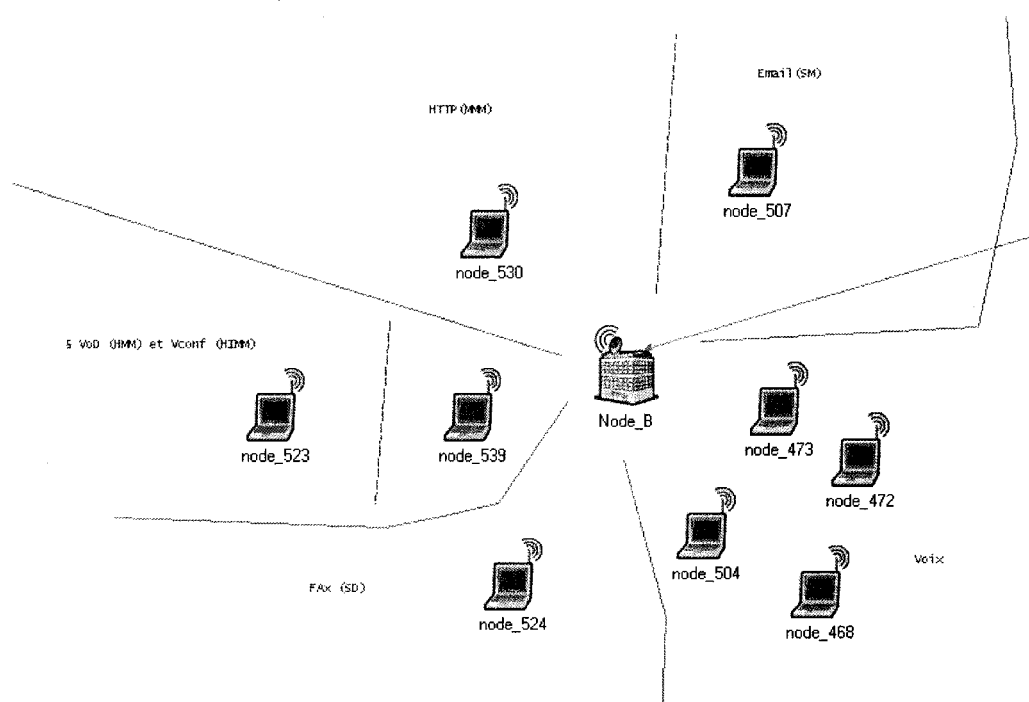 Email (SM)
HTTP (MMM)
node_507
node_530
§ VoD (HMM) et Vconf (HIMM)
Node_B
node_523
node_539
node_473
node_472
node_504
Voix
FAx (SD)
node_524
node_468